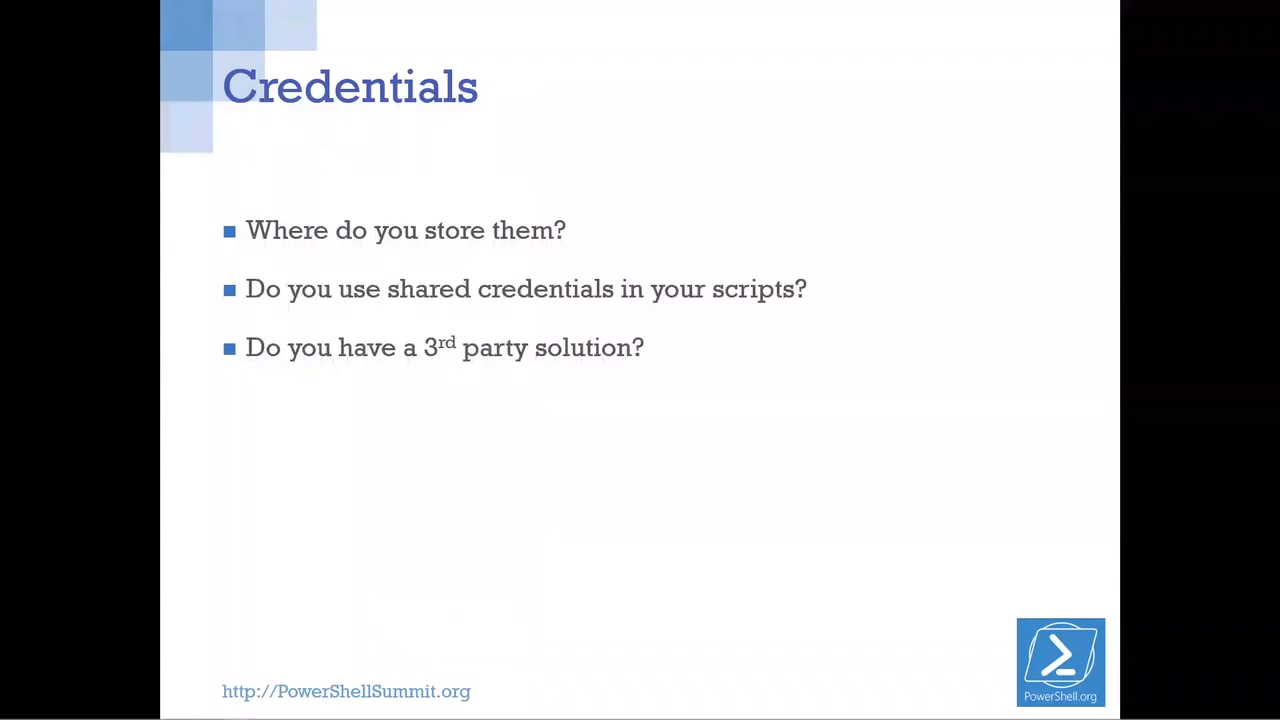 Credentials
Where do you store them?
Do you use shared credentials in your scripts?
Do you have a 3rd party solution?
http://PowerShellSummit.org
PowerShell.org